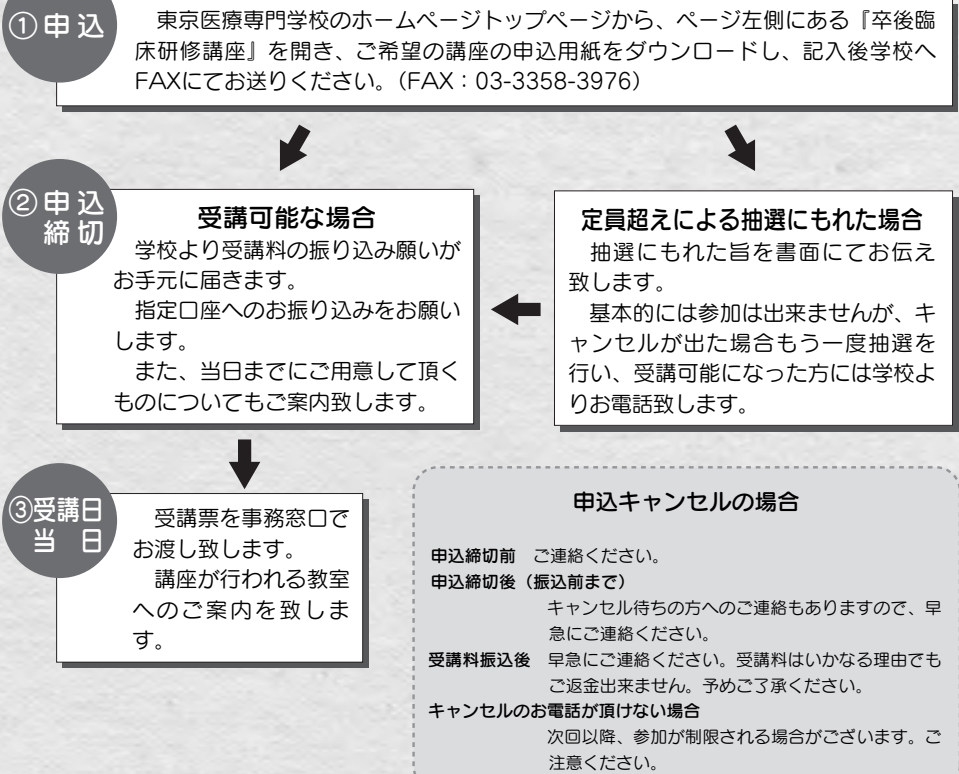 ①申込
東京医療専門学校のホームページトップページから、ページ左側にある『卒後臨
床研修講座』を開き、ご希望の講座の申込用紙をダウンロードし、記入後学校へ
FAXにてお送りください。（FAX：03-3358-3976）
②申込
締切
受講可能な場合
学校より受講料の振り込み願いが
お手元に届きます。
指定口座へのお振り込みをお願い
します。
また、当日までにご用意して頂く
ものについてもご案内致します。
定員超えによる抽選にもれた場合
抽選にもれた旨を書面にてお伝え
致します。
基本的には参加は出来ませんが、キ
ャンセルが出た場合もう一度抽選を
行い、受講可能になった方には学校よ
りお電話致します。
③受講日
当日
受講票を事務窓口で
お渡し致します。
講座が行われる教室
へのご案内を致しま
す。
申込キャンセルの場合
申込締切前　ご連絡ください。
申込締切後（振込前まで）
キャンセル待ちの方へのご連絡もありますので、早
急にご連絡ください。
受講料振込後　早急にご連絡ください。受講料はいかなる理由でも
ご返金出来ません。予めご了承ください。
キャンセルのお電話が頂けない場合
次回以降、参加が制限される場合がございます。ご
注意ください。